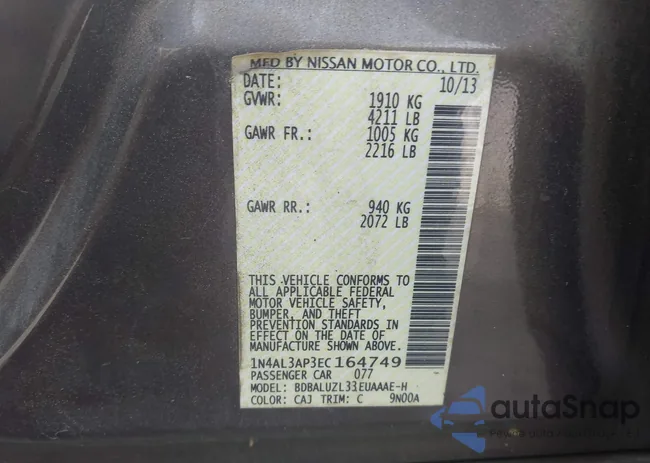 MFD BY NISSAN MOTOR CO., LTD.
DATE: 10/13
GVWR: 1910 KG
4211 LB
GAWR FR.: 1005 KG
2216 LB
GAWR RR.: 940 KG
2072 LB
THIS VEHICLE CONFORMS TO
ALL APPLICABLE FEDERAL
MOTOR VEHICLE SAFETY,
BUMPER, AND THEFT
PREVENTION STANDARDS IN
EFFECT ON THE DATE OF
MANUFACTURE SHOWN ABOVE.
1N4AL3AP3EC164749
PASSENGER CAR 077
MODEL: BDBALUZL33EUAAAE-H
COLOR: CAJ TRIM: C 9N00A
autaSnap